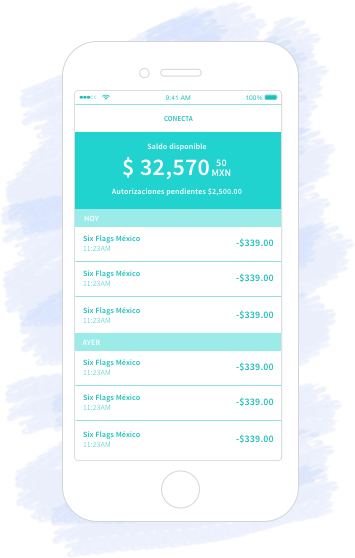 9:41 AM 100%
CONECTA
Saldo disponible
$ 32,570 50 MXN
Autorizaciones pendientes $2,500.00
HOY
Six Flags México -$339.00
11:23AM
Six Flags México -$339.00
11:23AM
Six Flags México -$339.00
11:23AM
AYER
Six Flags México -$339.00
11:23AM
Six Flags México -$339.00
11:23AM
Six Flags México -$339.00
11:23AM